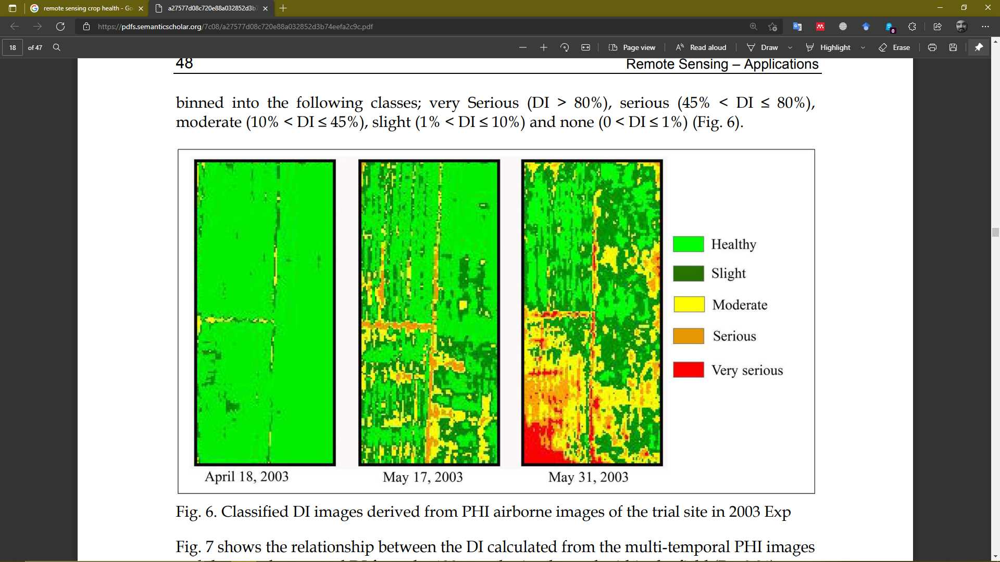 remote sensing crop health - Go
a27577d08c720e88a032852d3b7
https://pdfs.semanticscholar.org/7c08/a27577d08c720e88a032852d3b74eefa2c9c.pdf
0
18 of 47
Page view
Read aloud
Draw
Highlight
Erase
48 Remote Sensing – Applications
binned into the following classes; very Serious (DI > 80%), serious (45% < DI ≤ 80%),
moderate (10% < DI ≤ 45%), slight (1% < DI ≤ 10%) and none (0 < DI ≤ 1%) (Fig. 6).
Healthy
Slight
Moderate
Serious
Very serious
April 18, 2003
May 17, 2003
May 31, 2003
Fig. 6. Classified DI images derived from PHI airborne images of the trial site in 2003 Exp
Fig. 7 shows the relationship between the DI calculated from the multi-temporal PHI images